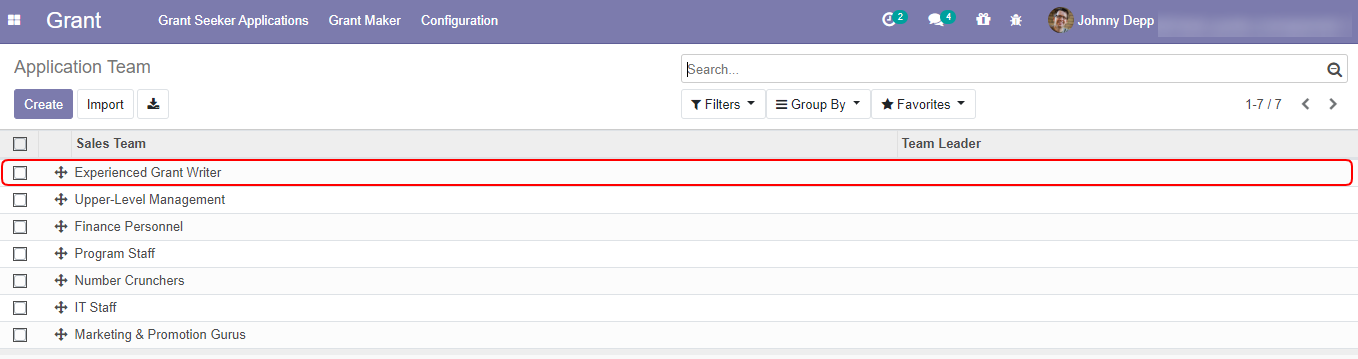 Grant Grant Seeker Applications Grant Maker Configuration 2 4 Johnny Depp
Application Team Search...
Create Import Filters Group By Favorites 1-7 / 7
Sales Team Team Leader
Experienced Grant Writer
Upper-Level Management
Finance Personnel
Program Staff
Number Crunchers
IT Staff
Marketing & Promotion Gurus